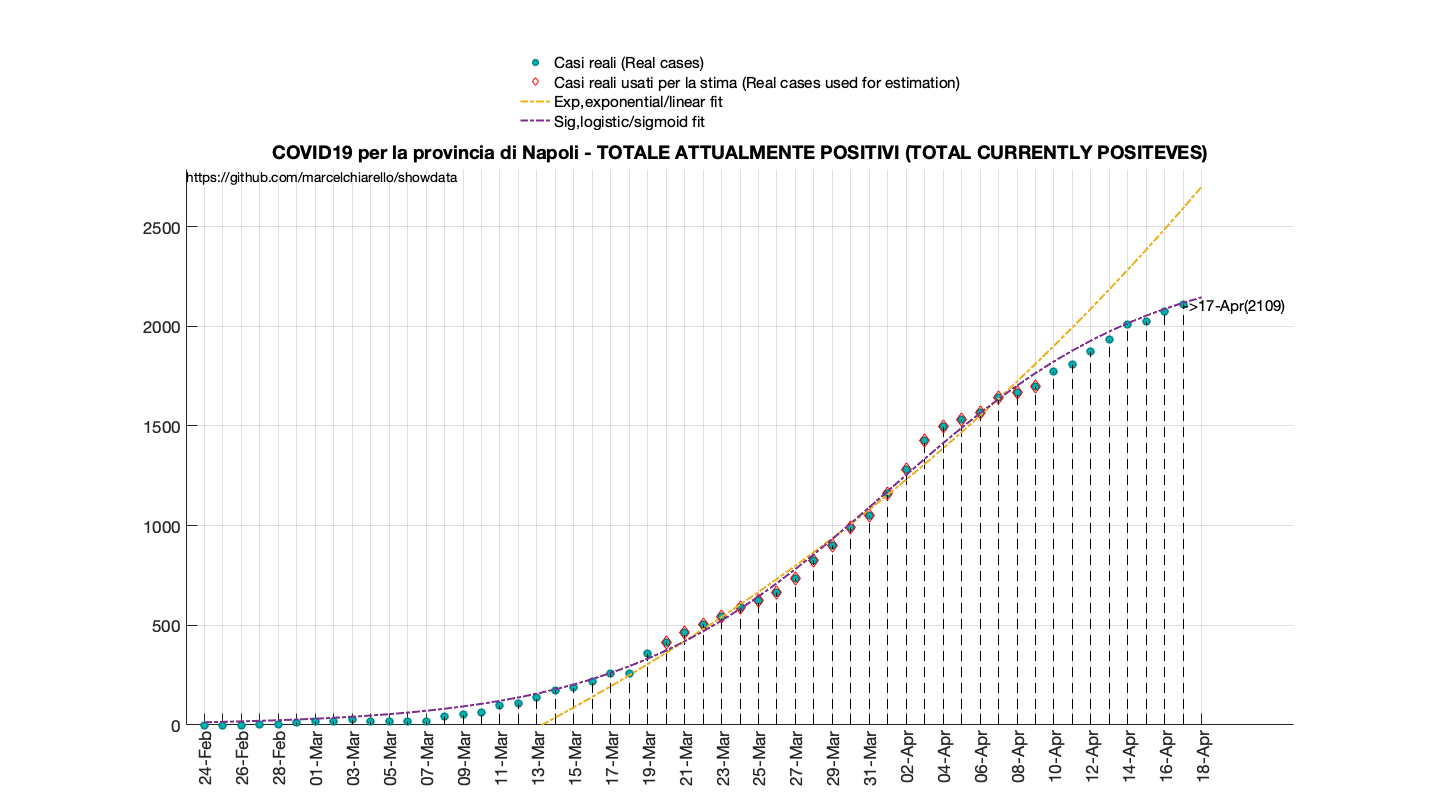 Casi reali (Real cases)
Casi reali usati per la stima (Real cases used for estimation)
Exp,exponential/linear fit
Sig,logistic/sigmoid fit
COVID19 per la provincia di Napoli - TOTALE ATTUALMENTE POSITIVI (TOTAL CURRENTLY POSITEVES)
https://github.com/marcelchiarello/showdata
2500
2000
1500
1000
500
0
->17-Apr(2109)
24-Feb
26-Feb
28-Feb
01-Mar
03-Mar
05-Mar
07-Mar
09-Mar
11-Mar
13-Mar
15-Mar
17-Mar
19-Mar
21-Mar
23-Mar
25-Mar
27-Mar
29-Mar
31-Mar
02-Apr
04-Apr
06-Apr
08-Apr
10-Apr
12-Apr
14-Apr
16-Apr
18-Apr